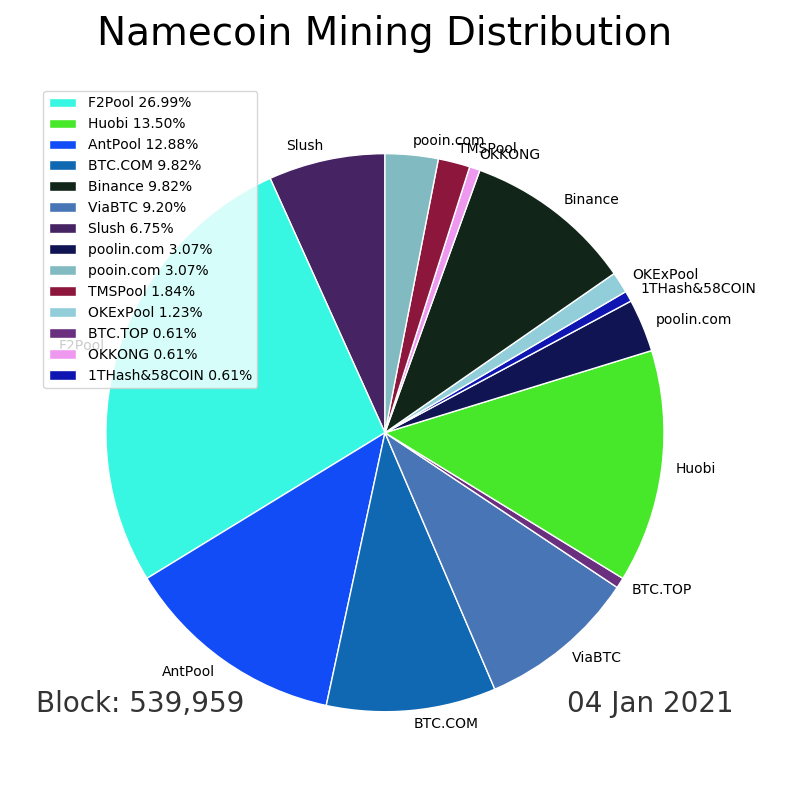 Namecoin Mining Distribution
F2Pool 26.99%
Huobi 13.50%
AntPool 12.88%
BTC.COM 9.82%
Binance 9.82%
ViaBTC 9.20%
Slush 6.75%
poolin.com 3.07%
pooin.com 3.07%
TMSPool 1.84%
OKExPool 1.23%
BTC.TOP 0.61%
OKKONG 0.61%
1THash&58COIN 0.61%
Slush
pooin.com
TMSPool
OKKONG
Binance
OKExPool
1THash&58COIN
poolin.com
F2Pool
Huobi
BTC.TOP
ViaBTC
AntPool
BTC.COM
Block: 539,959
04 Jan 2021